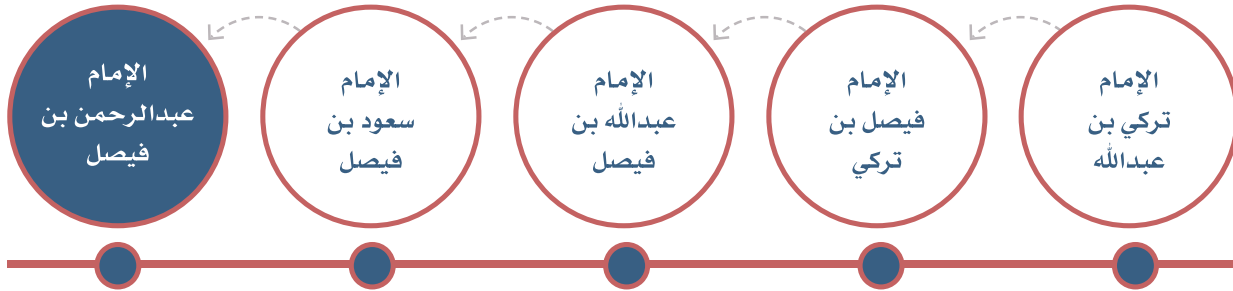 الإمام
تركي بن
عبدالله
الإمام
فيصل بن
تركي
الإمام
عبدالله بن
فيصل
الإمام
سعود بن
فيصل
الإمام
عبدالرحمن بن
فيصل